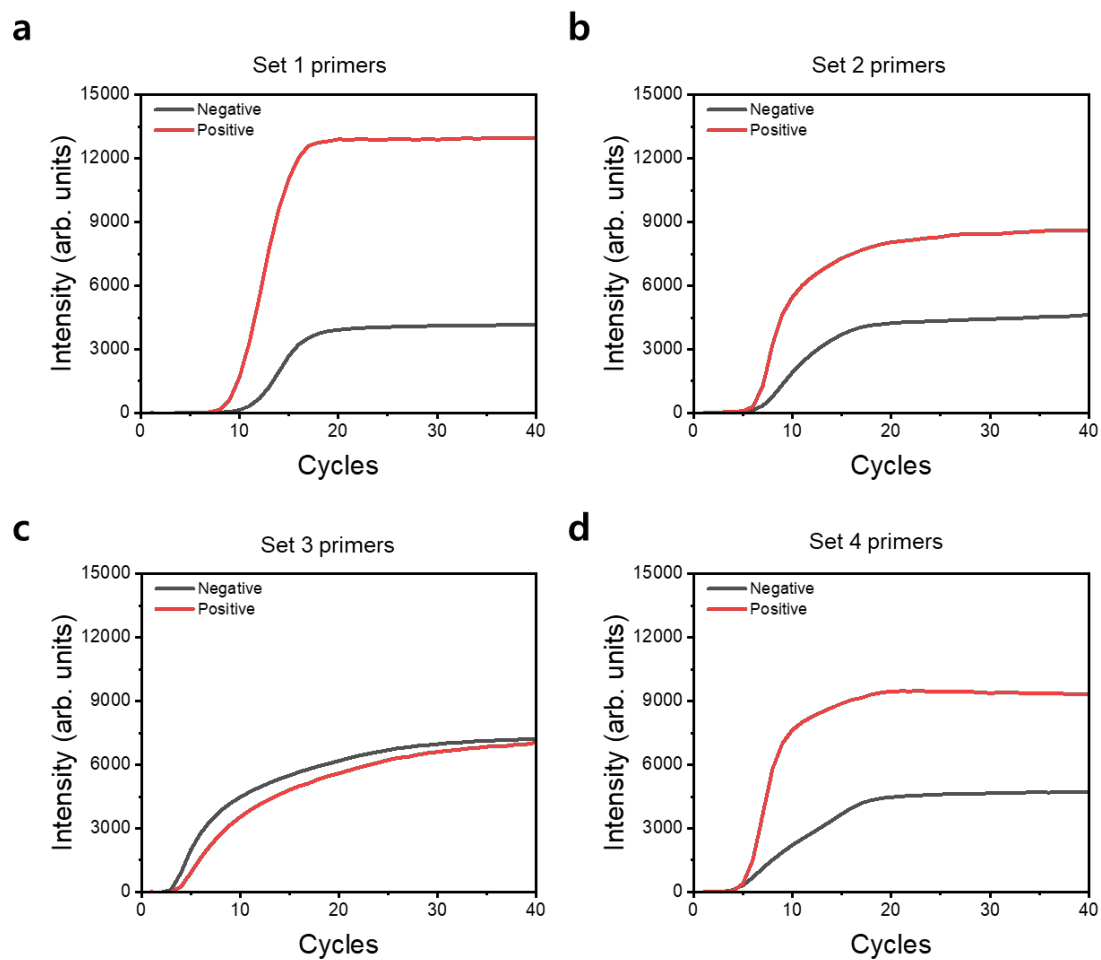 a
Set 1 primers
15000
12000
9000
6000
3000
0
Intensity (arb. units)
Negative
Positive
0 10 20 30 40
Cycles
b
Set 2 primers
15000
12000
9000
6000
3000
0
Intensity (arb. units)
Negative
Positive
0 10 20 30 40
Cycles
c
Set 3 primers
15000
12000
9000
6000
3000
0
Intensity (arb. units)
Negative
Positive
0 10 20 30 40
Cycles
d
Set 4 primers
15000
12000
9000
6000
3000
0
Intensity (arb. units)
Negative
Positive
0 10 20 30 40
Cycles